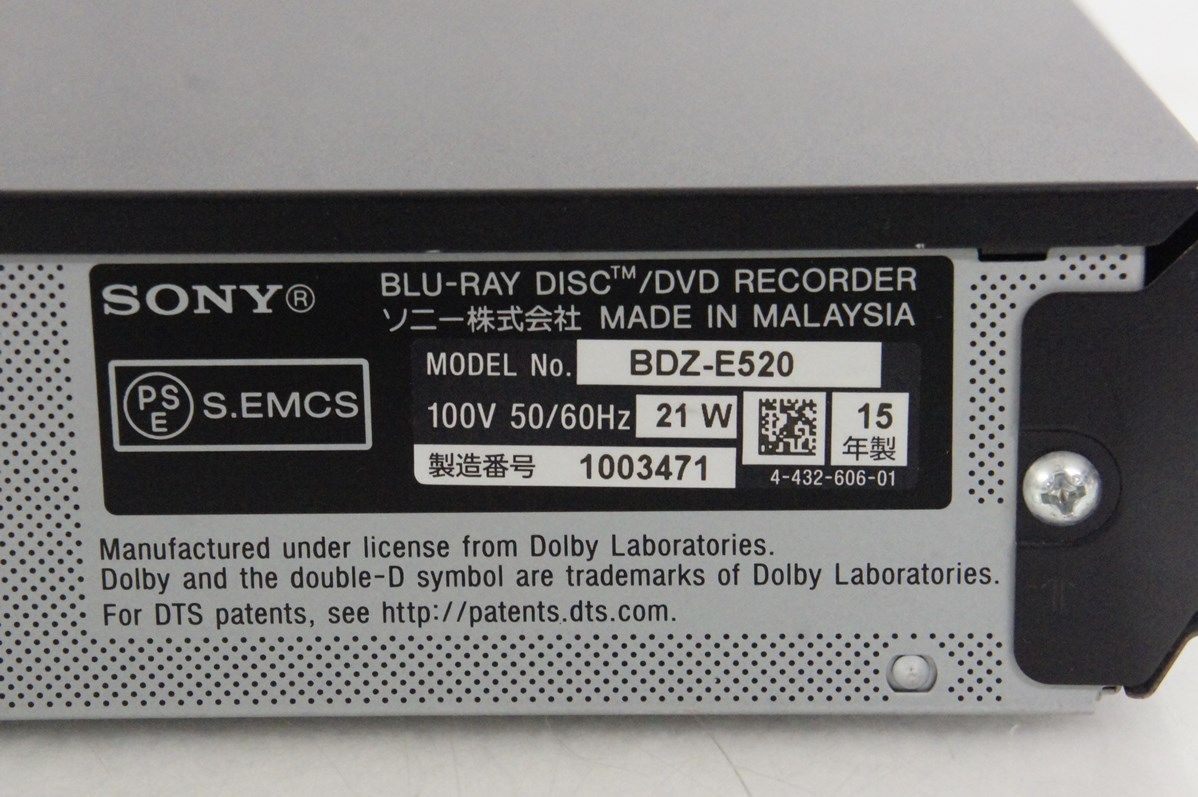 SONY®
BLU-RAY DISC™/DVD RECORDER
ソニー株式会社 MADE IN MALAYSIA
PSE S.EMCS
MODEL No. BDZ-E520
100V 50/60Hz 21 W
15
年製
製造番号 1003471
4-432-606-01
Manufactured under license from Dolby Laboratories.
Dolby and the double-D symbol are trademarks of Dolby Laboratories.
For DTS patents, see http://patents.dts.com.